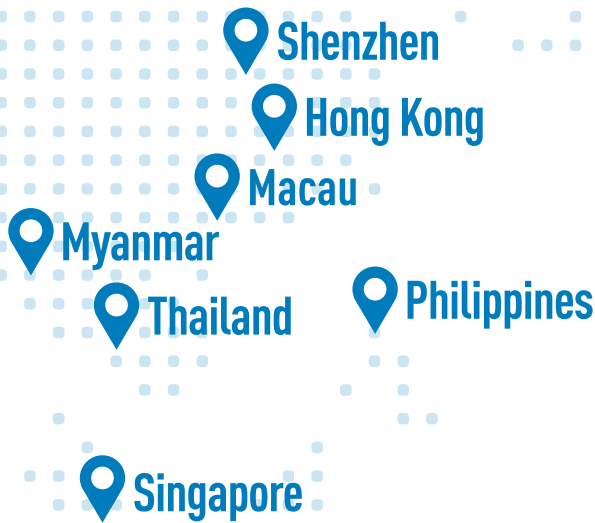 Shenzhen
Hong Kong
Macau
Myanmar
Philippines
Thailand
Singapore